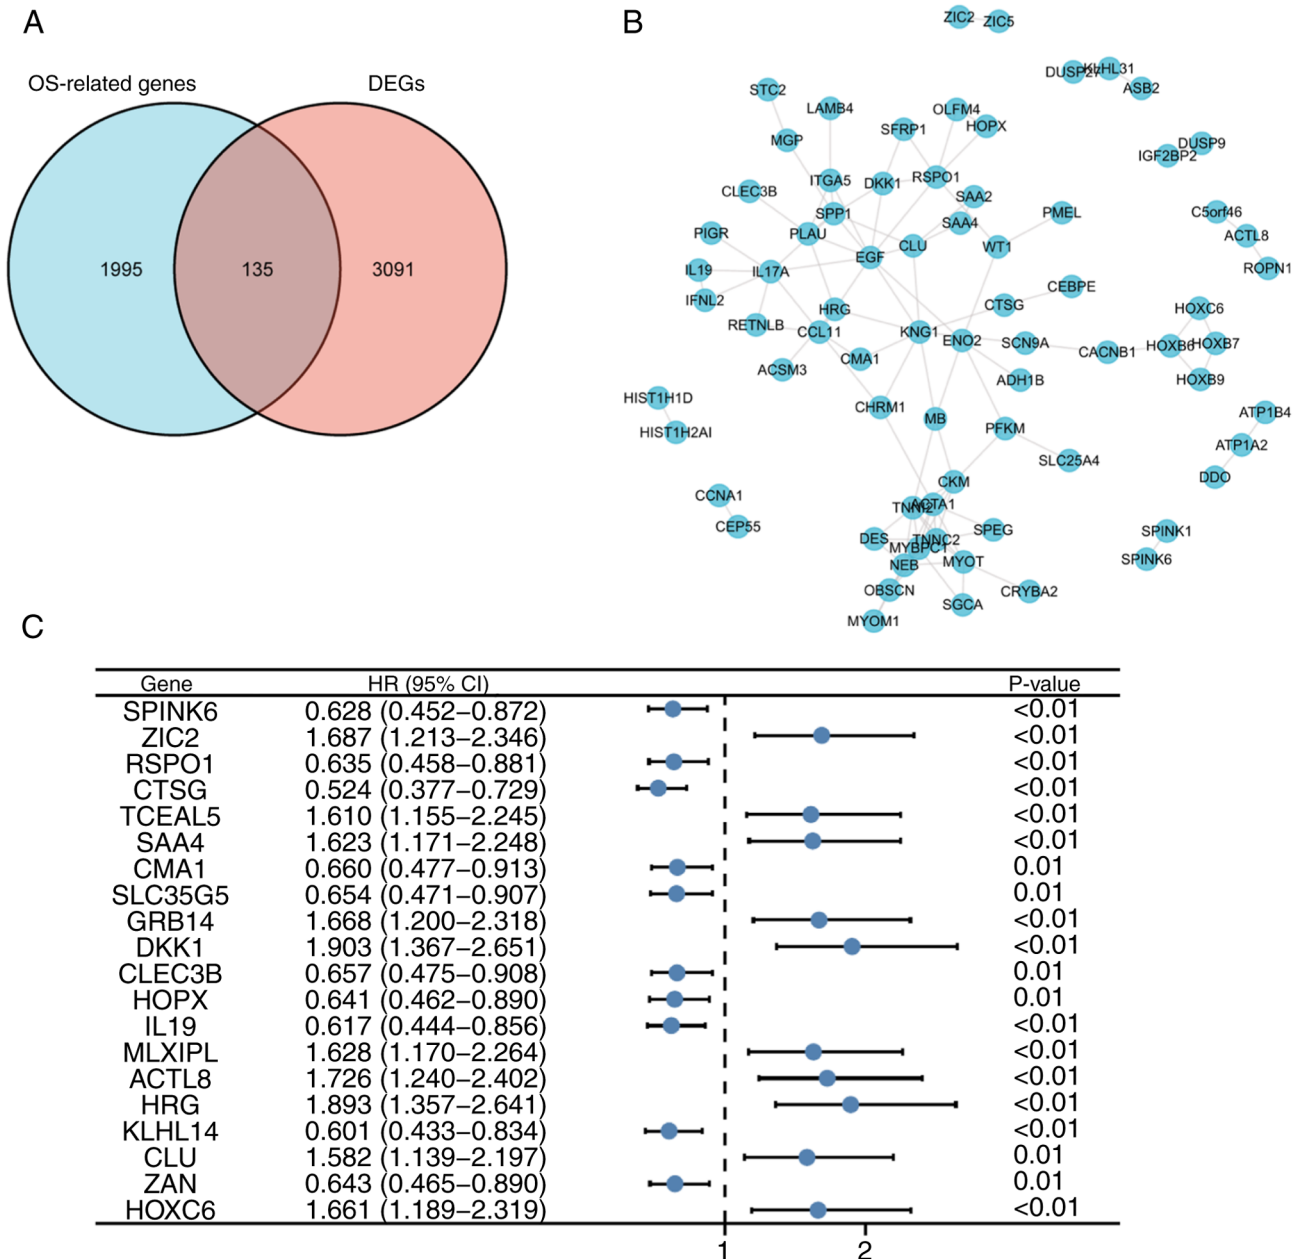 A
OS-related genes
DEGs
1995
135
3091
B
ZIC2
ZIC5
DUSP27
KLHL31
ASB2
STC2
LAMB4
OLFM4
SFRP1
HOPX
MGP
DUSP9
IGF2BP2
ITGA5
DKK1
RSPO1
CLEC3B
SAA2
SPP1
SAA4
PMEL
C5orf46
PIGR
PLAU
CLU
WT1
ACTL8
EGF
IL19
IL17A
ROPN1
IFNL2
CEBPE
HRG
CTSG
HOXC6
RETNLB
CCL11
KNG1
ENO2
SCN9A
CACNB1
HOXB6
HOXB7
CMA1
ACSM3
ADH1B
HOXB9
HIST1H1D
CHRM1
MB
ATP1B4
HIST1H2AI
PFKM
ATP1A2
SLC25A4
DDO
CKM
CCNA1
TNNI2
ACTA1
CEP55
SPEG
SPINK1
DES
TNNC2
MYBPC1
SPINK6
NEB
MYOT
OBSCN
CRYBA2
SGCA
MYOM1
C
Gene HR (95% CI) P-value
SPINK6 0.628 (0.452–0.872) <0.01
ZIC2 1.687 (1.213–2.346) <0.01
RSPO1 0.635 (0.458–0.881) <0.01
CTSG 0.524 (0.377–0.729) <0.01
TCEAL5 1.610 (1.155–2.245) <0.01
SAA4 1.623 (1.171–2.248) <0.01
CMA1 0.660 (0.477–0.913) 0.01
SLC35G5 0.654 (0.471–0.907) 0.01
GRB14 1.668 (1.200–2.318) <0.01
DKK1 1.903 (1.367–2.651) <0.01
CLEC3B 0.657 (0.475–0.908) 0.01
HOPX 0.641 (0.462–0.890) 0.01
IL19 0.617 (0.444–0.856) <0.01
MLXIPL 1.628 (1.170–2.264) <0.01
ACTL8 1.726 (1.240–2.402) <0.01
HRG 1.893 (1.357–2.641) <0.01
KLHL14 0.601 (0.433–0.834) <0.01
CLU 1.582 (1.139–2.197) 0.01
ZAN 0.643 (0.465–0.890) 0.01
HOXC6 1.661 (1.189–2.319) <0.01
1 2